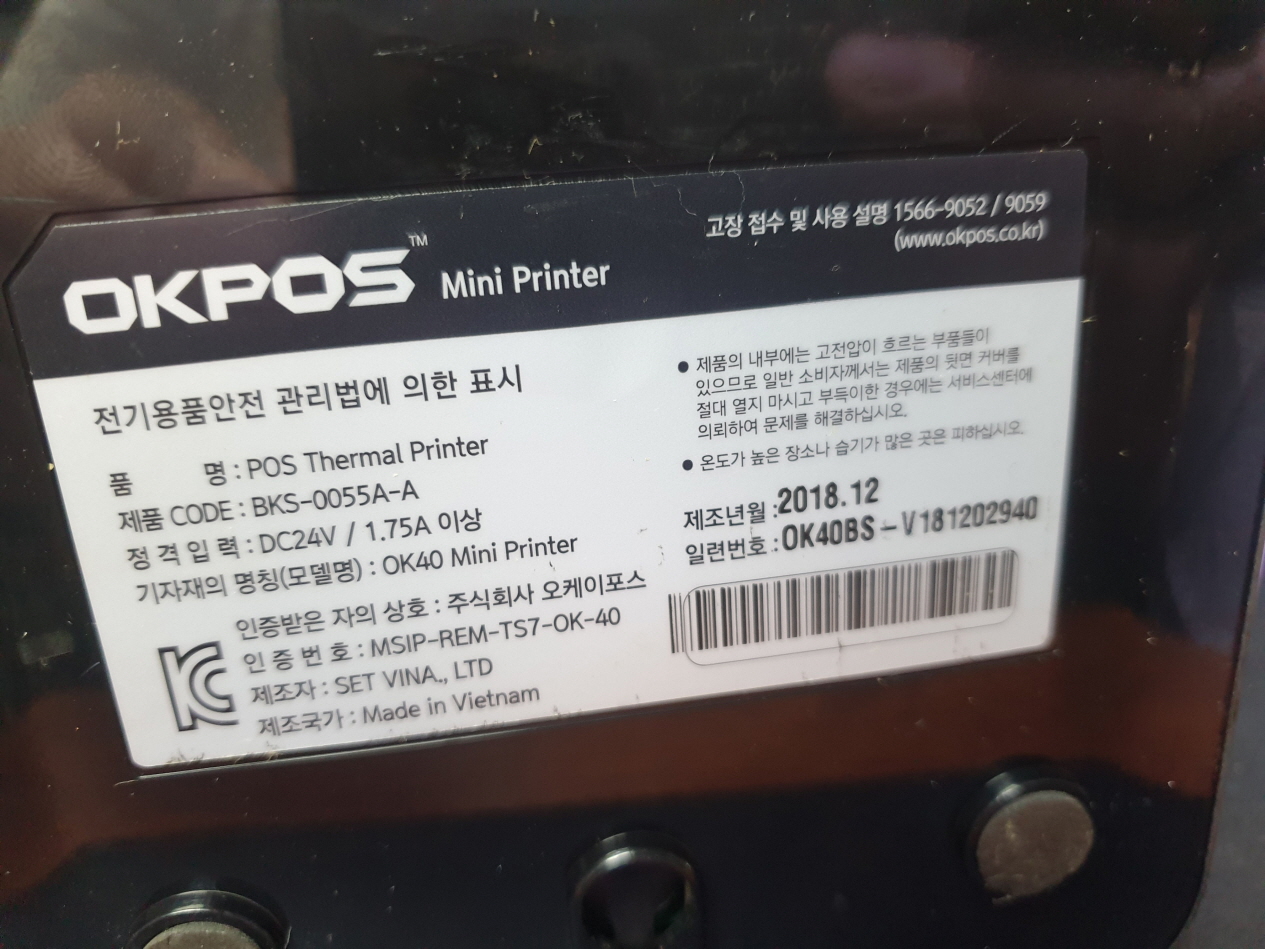 OKPOS™ Mini Printer
고장 접수 및 사용 설명 1566-9052 / 9059
(www.okpos.co.kr)
전기용품안전 관리법에 의한 표시
품 명 : POS Thermal Printer
제품 CODE : BKS-0055A-A
정 격 입 력 : DC24V / 1.75A 이상
기자재의 명칭(모델명) : OK40 Mini Printer
인증받은 자의 상호 : 주식회사 오케이포스
인 증 번 호 : MSIP-REM-TS7-OK-40
제조자 : SET VINA., LTD
제조국가 : Made in Vietnam
● 제품의 내부에는 고전압이 흐르는 부품들이
있으므로 일반 소비자께서는 제품의 뒷면 커버를
절대 열지 마시고 부득이한 경우에는 서비스센터에
의뢰하여 문제를 해결하십시오.
● 온도가 높은 장소나 습기가 많은 곳은 피하십시오.
제조년월 : 2018.12
일련번호 : OK40BS-V181202940